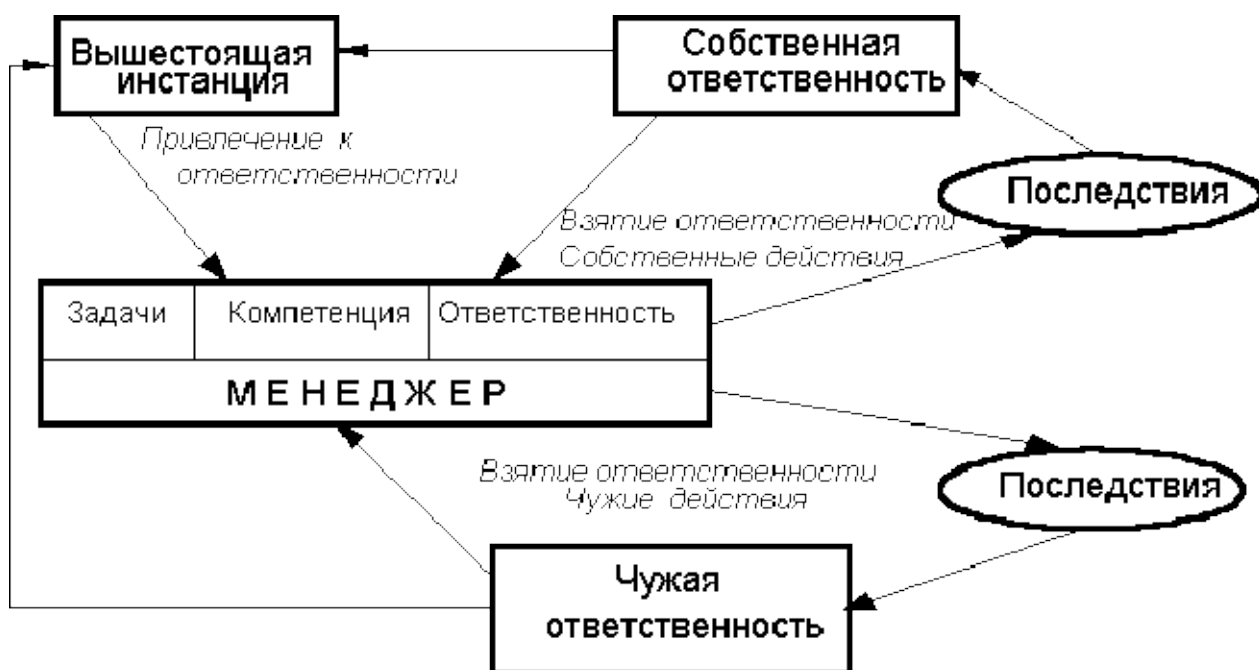 Вышестоящая
инстанция
Собственная
ответственность
Привлечение к
ответственности
Последствия
Взятие ответственности
Собственные действия
Задачи
Компетенция
Ответственность
МЕНЕДЖЕР
Взятие ответственности
Чужие действия
Последствия
Чужая
ответственность